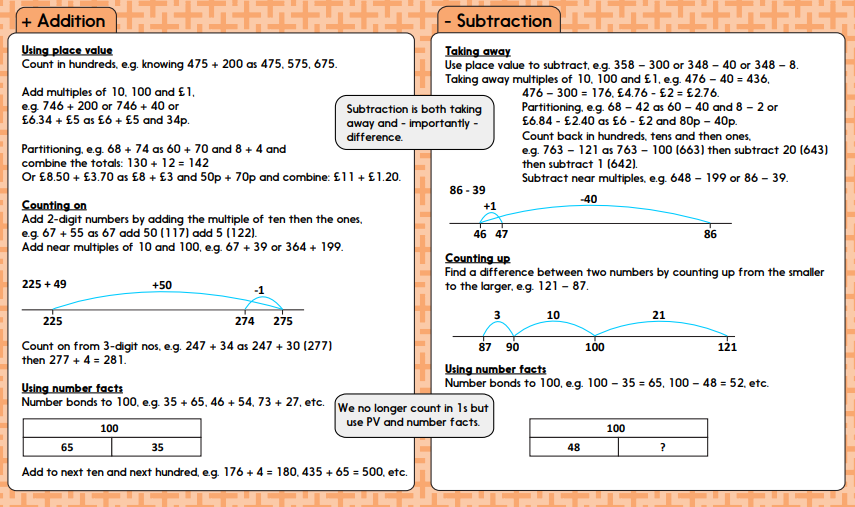 + Addition
Using place value
Count in hundreds, e.g. knowing 475 + 200 as 475, 575, 675.
Add multiples of 10, 100 and £1,
e.g. 746 + 200 or 746 + 40 or
£6.34 + £5 as £6 + £5 and 34p.
Partitioning, e.g. 68 + 74 as 60 + 70 and 8 + 4 and
combine the totals: 130 + 12 = 142
Or £8.50 + £3.70 as £8 + £3 and 50p + 70p and combine: £11 + £1.20.
Counting on
Add 2-digit numbers by adding the multiple of ten then the ones,
e.g. 67 + 55 as 67 add 50 (117) add 5 (122).
Add near multiples of 10 and 100, e.g. 67 + 39 or 364 + 199.
225 + 49
+50
-1
225
274
275
Count on from 3-digit nos, e.g. 247 + 34 as 247 + 30 (277)
then 277 + 4 = 281.
Using number facts
Number bonds to 100, e.g. 35 + 65, 46 + 54, 73 + 27, etc.
100
65 35
Add to next ten and next hundred, e.g. 176 + 4 = 180, 435 + 65 = 500, etc.
Subtraction is both taking
away and - importantly -
difference.
We no longer count in 1s but
use PV and number facts.
- Subtraction
Taking away
Use place value to subtract, e.g. 358 – 300 or 348 – 40 or 348 – 8.
Taking away multiples of 10, 100 and £1, e.g. 476 – 40 = 436,
476 – 300 = 176, £4.76 - £2 = £2.76.
Partitioning, e.g. 68 – 42 as 60 – 40 and 8 – 2 or
£6.84 - £2.40 as £6 - £2 and 80p – 40p.
Count back in hundreds, tens and then ones,
e.g. 763 – 121 as 763 – 100 (663) then subtract 20 (643)
then subtract 1 (642).
Subtract near multiples, e.g. 648 – 199 or 86 – 39.
86 - 39
+1
-40
46
47
86
Counting up
Find a difference between two numbers by counting up from the smaller
to the larger, e.g. 121 – 87.
3
10
21
87
90
100
121
Using number facts
Number bonds to 100, e.g. 100 – 35 = 65, 100 – 48 = 52, etc.
100
48 ?